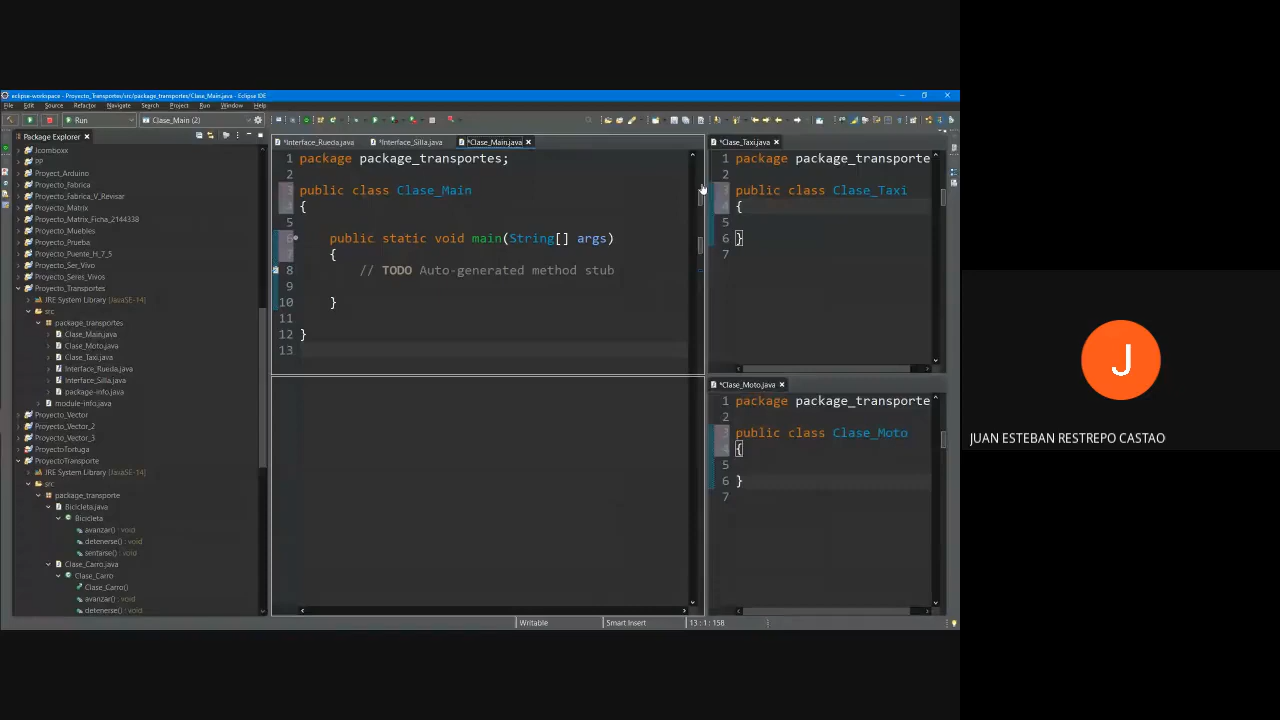 eclipse-workspace - Proyecto_Transportes/src/package_transportes/Clase_Main.java - Eclipse IDE
File Edit Source Refactor Navigate Search Project Run Window Help
Run
Clase_Main (2)
Package Explorer
Jcomboxx
PP
Proyect_Arduino
Proyecto_Fabrica
Proyecto_Fabrica_V_Revisar
Proyecto_Matrix
Proyecto_Matrix_Ficha_2144338
Proyecto_Muebles
Proyecto_Prueba
Proyecto_Puente_H_7_5
Proyecto_Ser_Vivo
Proyecto_Seres_Vivos
Proyecto_Transportes
JRE System Library [JavaSE-14]
src
package_transportes
Clase_Main.java
Clase_Moto.java
Clase_Taxi.java
Interface_Rueda.java
Interface_Silla.java
package-info.java
module-info.java
Proyecto_Vector
Proyecto_Vector_2
Proyecto_Vector_3
ProyectoTortuga
ProyectoTransporte
JRE System Library [JavaSE-14]
src
package_transporte
Bicicleta.java
Bicicleta
avanzar() : void
detenerse() : void
sentarse() : void
Clase_Carro.java
Clase_Carro
Clase_Carro()
avanzar() : void
detenerse() : void
*Interface_Rueda.java *Interface_Silla.java *Clase_Main.java
1 package package_transportes;
3 public class Clase_Main
4 {
5
6 public static void main(String[] args)
7 {
8 // TODO Auto-generated method stub
9
10 }
11
12 }
13
*Clase_Taxi.java
1 package package_transporte
2
3 public class Clase_Taxi
4 {
5
6 }
7
*Clase_Moto.java
1 package package_transporte
2
3 public class Clase_Moto
4 {
5
6 }
7
Writable Smart Insert 13 : 1 : 158
J
JUAN ESTEBAN RESTREPO CASTAO